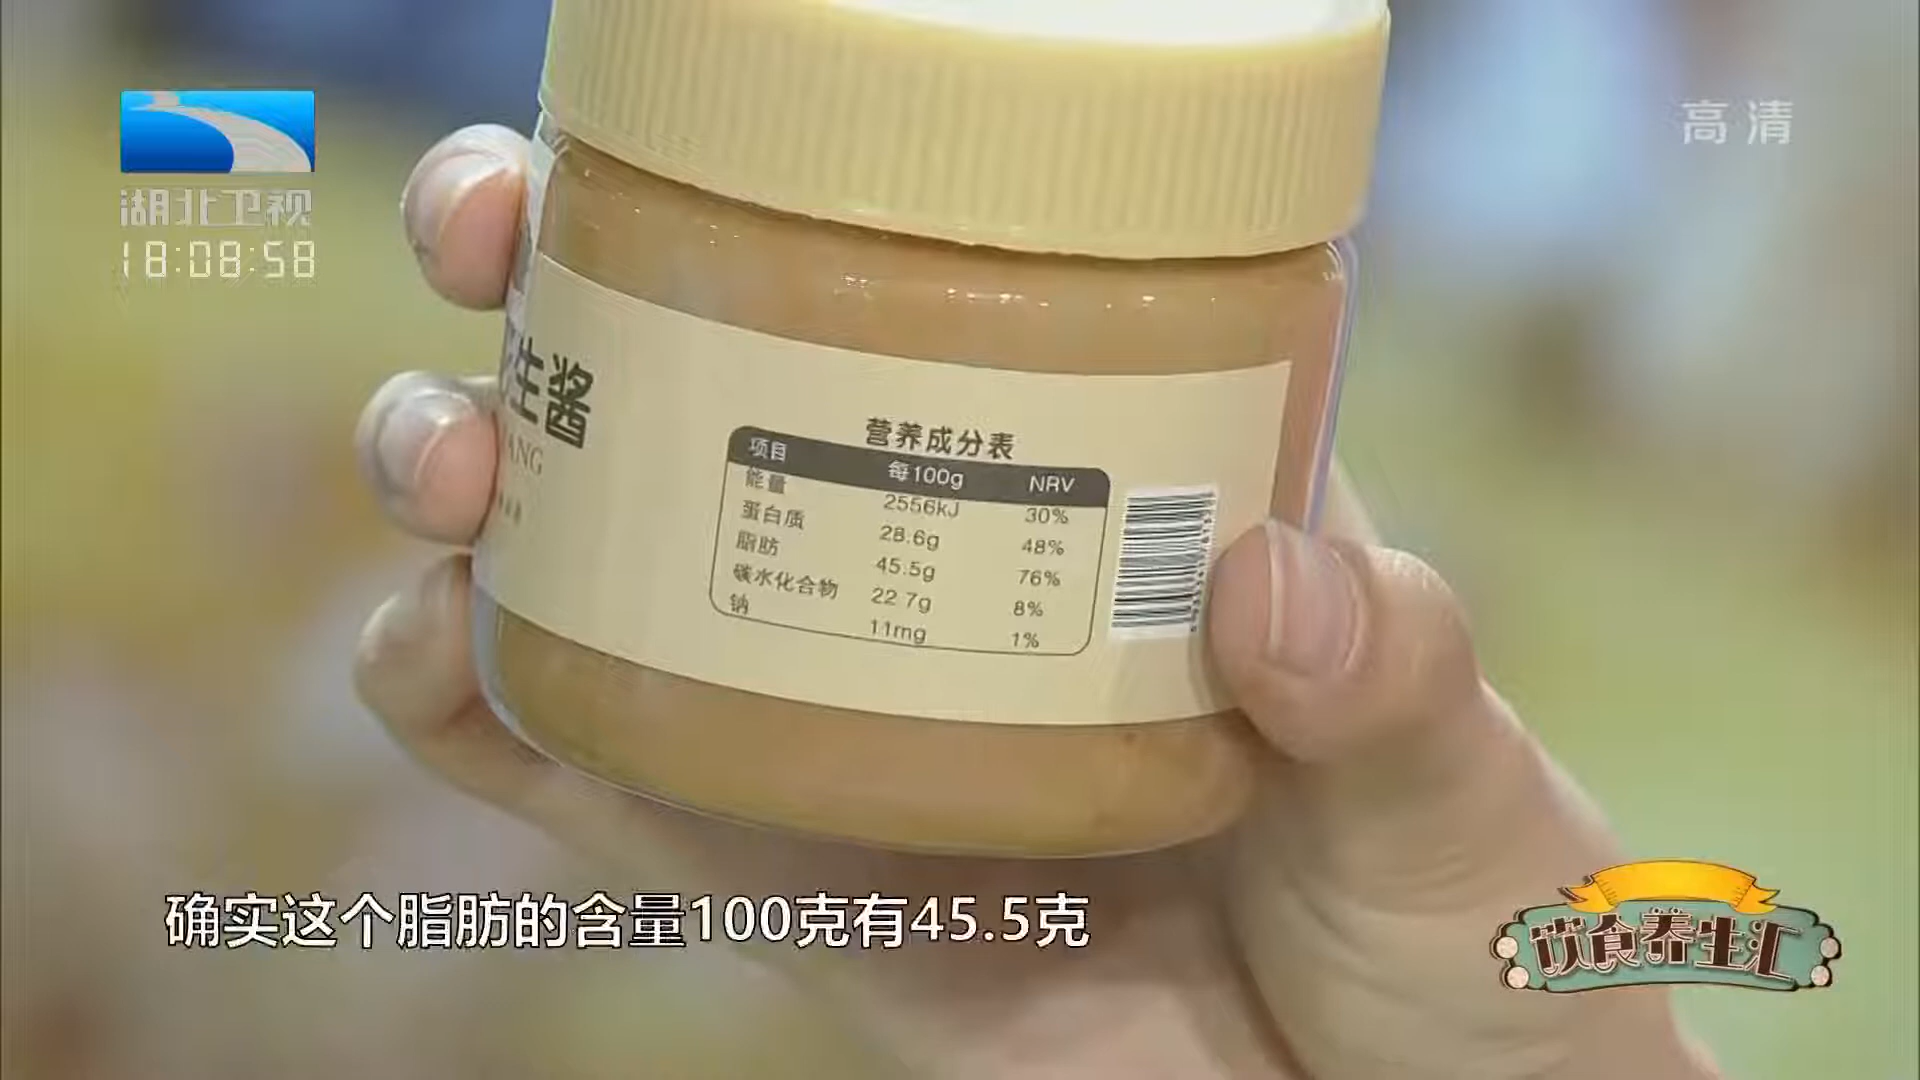 湖北卫视
18:08:58
高清
生酱
ANG
营养成分表
项目 每100g NRV
能量 2556kJ 30%
蛋白质 28.6g 48%
脂肪 45.5g 76%
碳水化合物 22.7g 8%
钠 11mg 1%
确实这个脂肪的含量100克有45.5克
饮食养生汇